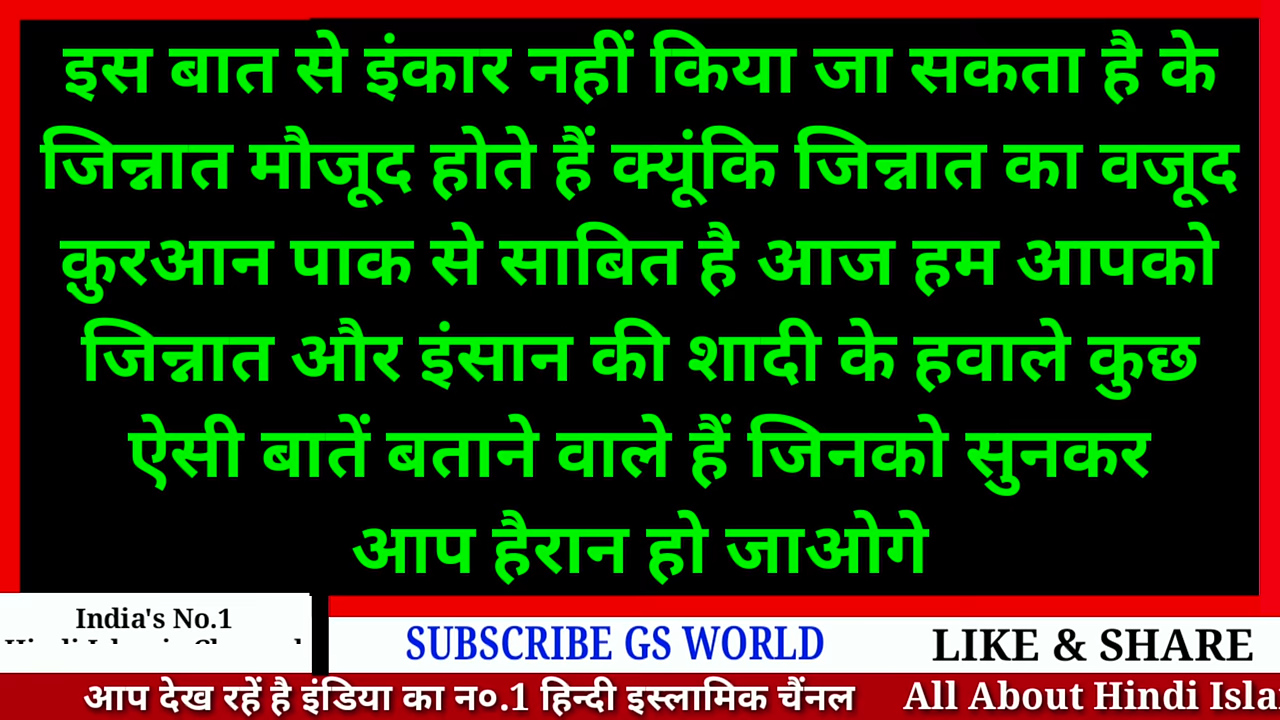 इस बात से इंकार नहीं किया जा सकता है के
जिन्नात मौजूद होते हैं क्यूंकि जिन्नात का वजूद
कुरआन पाक से साबित है आज हम आपको
जिन्नात और इंसान की शादी के हवाले कुछ
ऐसी बातें बताने वाले हैं जिनको सुनकर
आप हैरान हो जाओगे
India's No.1
SUBSCRIBE GS WORLD
LIKE & SHARE
आप देख रहें है इंडिया का न०.1 हिन्दी इस्लामिक चैंनल
All About Hindi